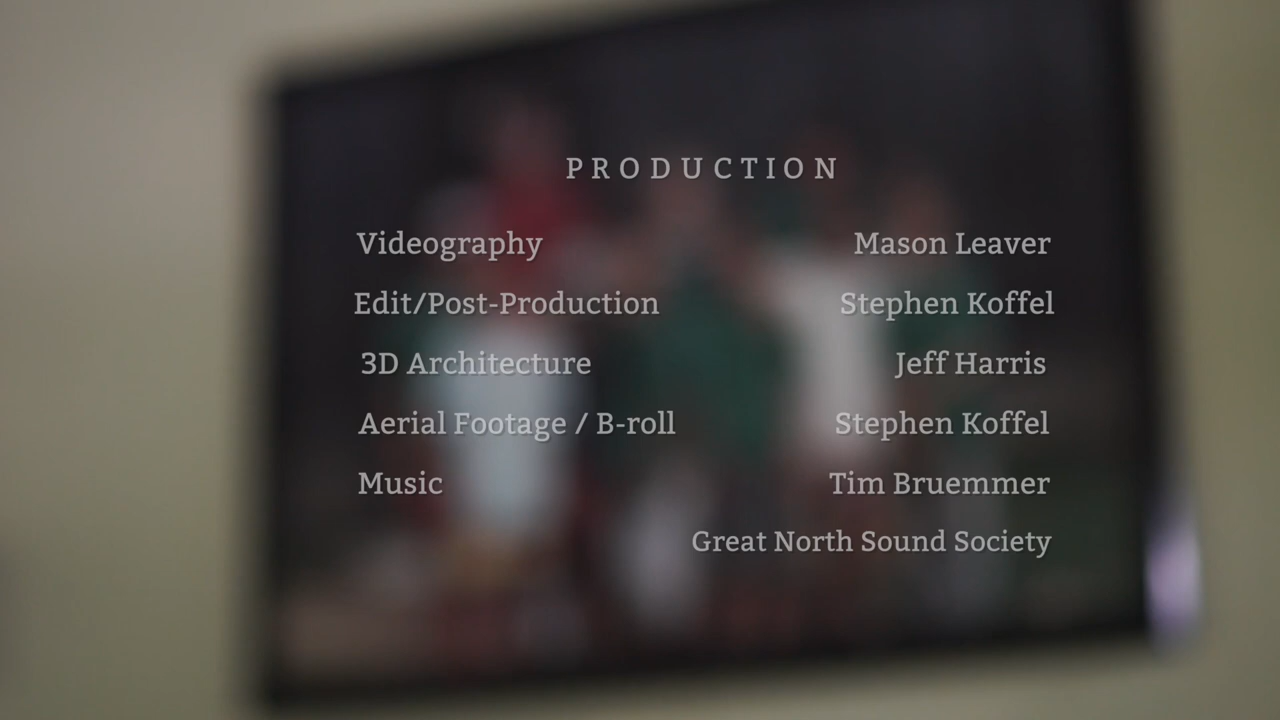 PRODUCTION
Videography Mason Leaver
Edit/Post-Production Stephen Koffel
3D Architecture Jeff Harris
Aerial Footage / B-roll Stephen Koffel
Music Tim Bruemmer
Great North Sound Society